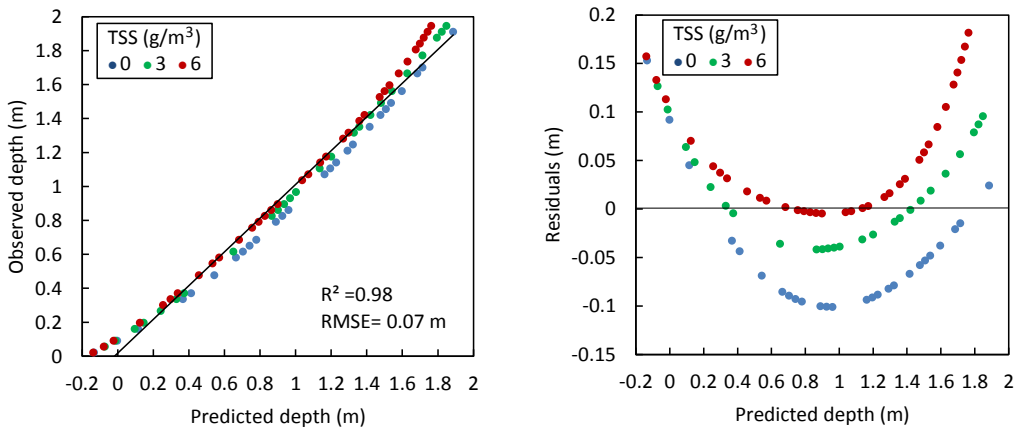 2
1.8
1.6
1.4
1.2
1
0.8
0.6
0.4
0.2
0
Observed depth (m)
TSS (g/m³)
0 3 6
R² =0.98
RMSE= 0.07 m
-0.2 0 0.2 0.4 0.6 0.8 1 1.2 1.4 1.6 1.8 2
Predicted depth (m)
0.2
0.15
0.1
0.05
0
-0.05
-0.1
-0.15
Residuals (m)
TSS (g/m³)
0 3 6
-0.2 0 0.2 0.4 0.6 0.8 1 1.2 1.4 1.6 1.8 2
Predicted depth (m)